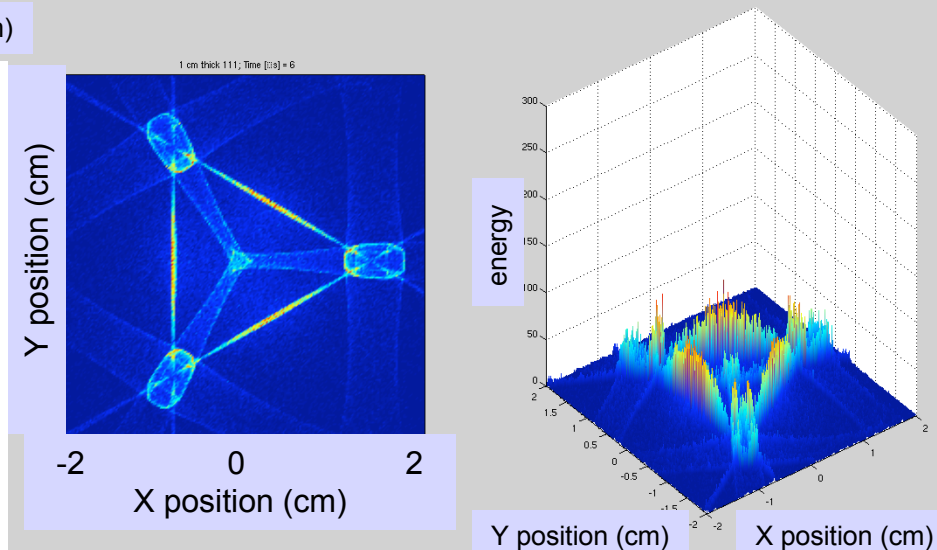 n)
1 cm thick 111; Time [s] = 6
Y position (cm)
-2 0 2
X position (cm)
energy
300
250
200
150
100
50
0
2
1.5
1
0.5
0
-0.5
-1
-1.5
-2
-2
-1
0
1
2
Y position (cm)
X position (cm)